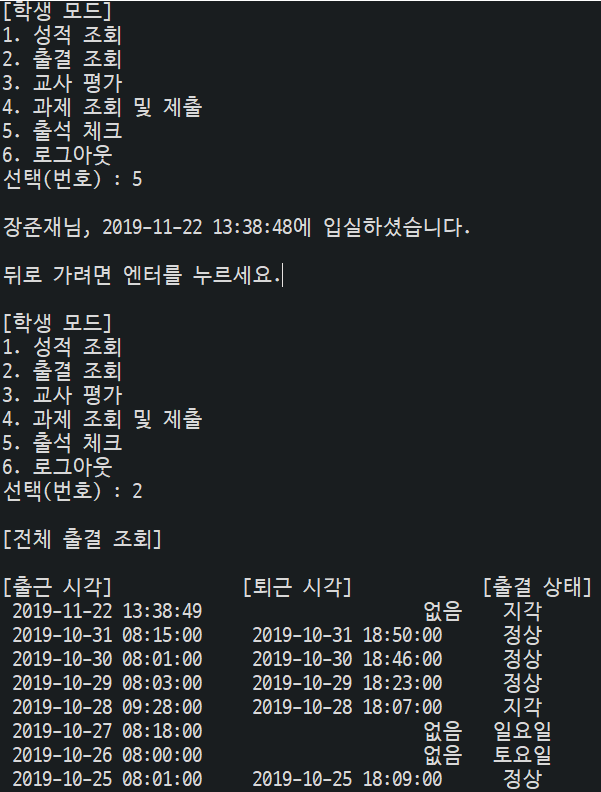 [학생 모드]
1. 성적 조회
2. 출결 조회
3. 교사 평가
4. 과제 조회 및 제출
5. 출석 체크
6. 로그아웃
선택(번호) : 5
장준재님, 2019-11-22 13:38:48에 입실하셨습니다.
뒤로 가려면 엔터를 누르세요.
[학생 모드]
1. 성적 조회
2. 출결 조회
3. 교사 평가
4. 과제 조회 및 제출
5. 출석 체크
6. 로그아웃
선택(번호) : 2
[전체 출결 조회]
[출근 시각] [퇴근 시각] [출결 상태]
2019-11-22 13:38:49 없음 지각
2019-10-31 08:15:00 2019-10-31 18:50:00 정상
2019-10-30 08:01:00 2019-10-30 18:46:00 정상
2019-10-29 08:03:00 2019-10-29 18:23:00 정상
2019-10-28 09:28:00 2019-10-28 18:07:00 지각
2019-10-27 08:18:00 없음 일요일
2019-10-26 08:00:00 없음 토요일
2019-10-25 08:01:00 2019-10-25 18:09:00 정상